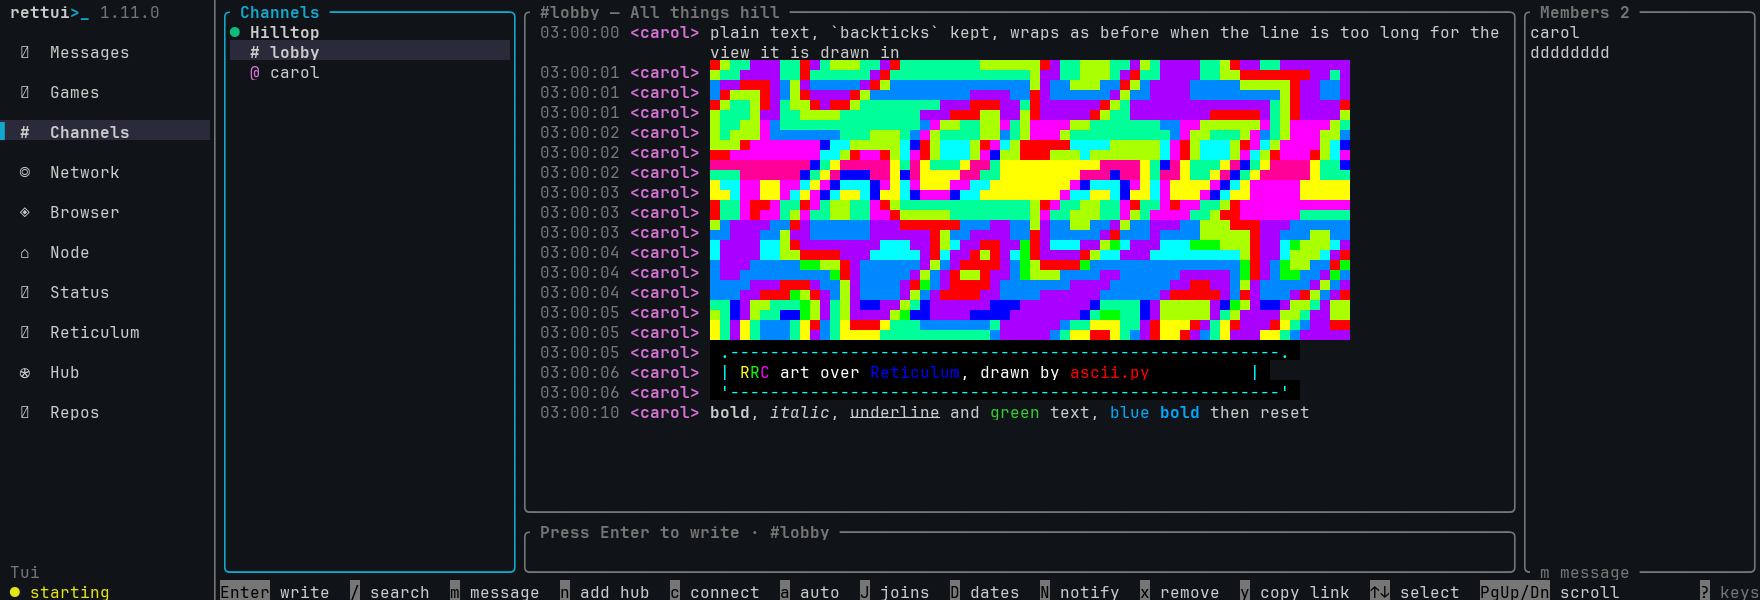 rettui>_ 1.11.0
Messages
Games
# Channels
Network
Browser
Node
Status
Reticulum
Hub
Repos
Tui
starting
Channels
Hilltop
# lobby
@ carol
#lobby — All things hill
03:00:00 <carol> plain text, `backticks` kept, wraps as before when the line is too long for the
view it is drawn in
03:00:01 <carol>
03:00:01 <carol>
03:00:01 <carol>
03:00:02 <carol>
03:00:02 <carol>
03:00:02 <carol>
03:00:03 <carol>
03:00:03 <carol>
03:00:03 <carol>
03:00:04 <carol>
03:00:04 <carol>
03:00:04 <carol>
03:00:05 <carol>
03:00:05 <carol>
03:00:05 <carol> .-------------------------------------------------------.
03:00:06 <carol> | RRC art over Reticulum, drawn by ascii.py |
03:00:06 <carol> '-------------------------------------------------------'
03:00:10 <carol> bold, italic, underline and green text, blue bold then reset
Press Enter to write · #lobby
Members 2
carol
dddddddd
m message
Enter write / search m message n add hub c connect a auto J joins D dates N notify x remove y copy link ↑↓ select PgUp/Dn scroll ? keys